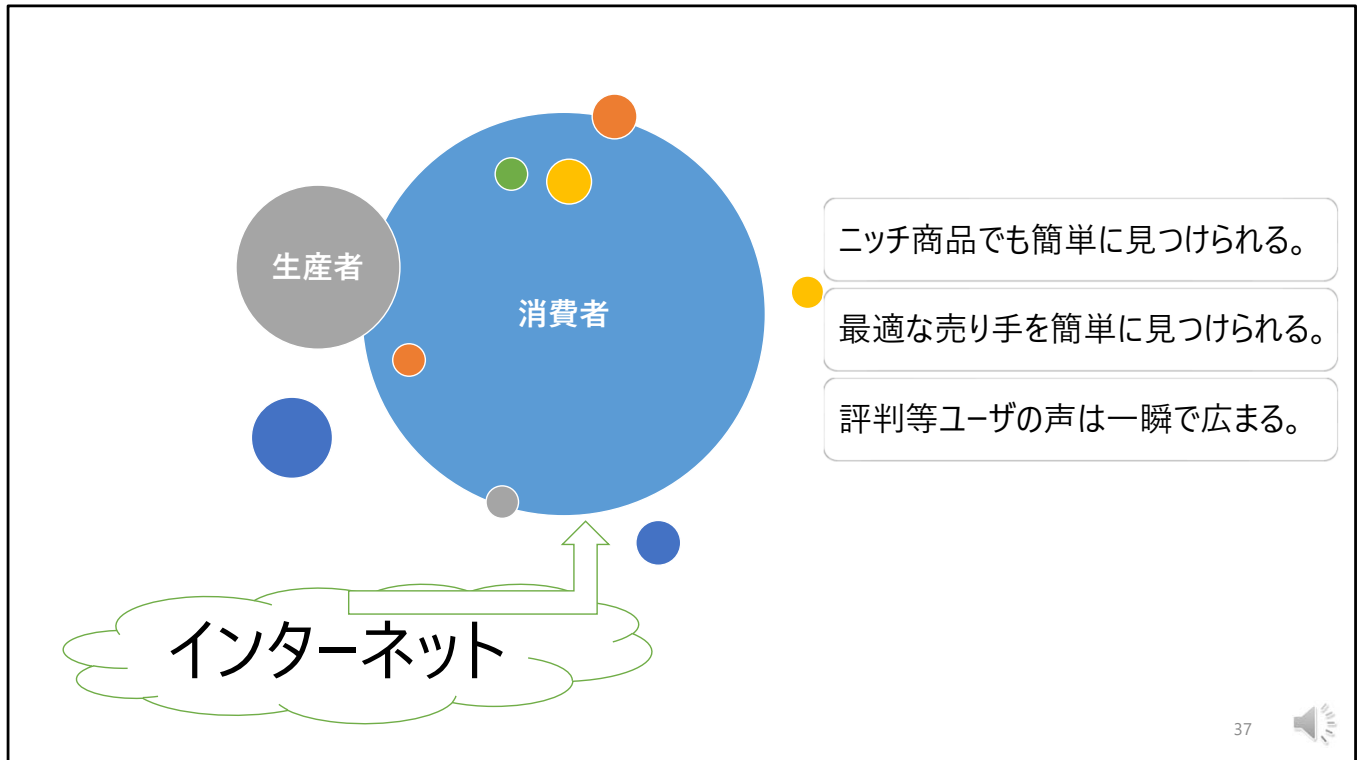 生産者
消費者
ニッチ商品でも簡単に見つけられる。
最適な売り手を簡単に見つけられる。
評判等ユーザの声は一瞬で広まる。
インターネット
37